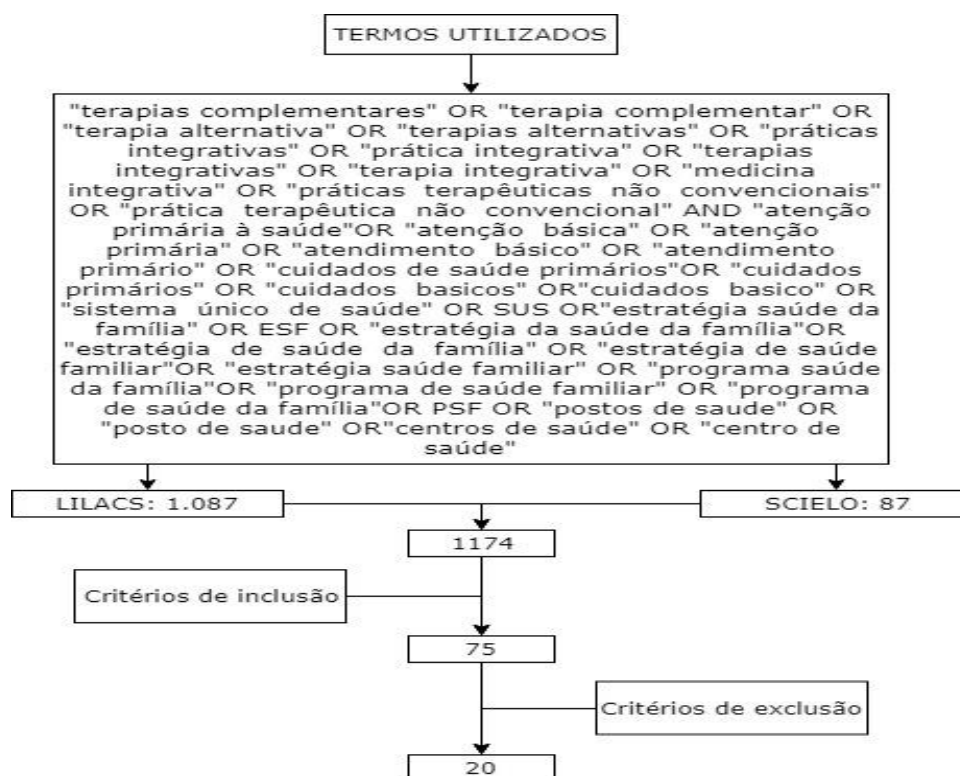 TERMOS UTILIZADOS
"terapias complementares" OR "terapia complementar" OR
"terapia alternativa" OR "terapias alternativas" OR "práticas
integrativas" OR "prática integrativa" OR "terapias
integrativas" OR "terapia integrativa" OR "medicina
integrativa" OR "práticas terapêuticas não convencionais"
OR "prática terapêutica não convencional" AND "atenção
primária à saúde"OR "atenção básica" OR "atenção
primária" OR "atendimento básico" OR "atendimento
primário" OR "cuidados de saúde primários"OR "cuidados
primários" OR "cuidados basicos" OR"cuidados basico" OR
"sistema único de saúde" OR SUS OR"estratégia saúde da
família" OR ESF OR "estratégia da saúde da família"OR
"estratégia de saúde da família" OR "estratégia de saúde
familiar"OR "estratégia saúde familiar" OR "programa saúde
da família"OR "programa de saúde familiar" OR "programa
de saúde da família"OR PSF OR "postos de saude" OR
"posto de saude" OR"centros de saúde" OR "centro de
saúde"
LILACS: 1.087
SCIELO: 87
1174
Critérios de inclusão
75
Critérios de exclusão
20